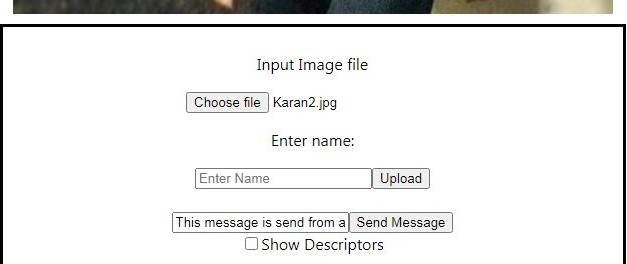 Input Image file
Choose file Karan2.jpg
Enter name:
Enter Name Upload
This message is send from a Send Message
Show Descriptors